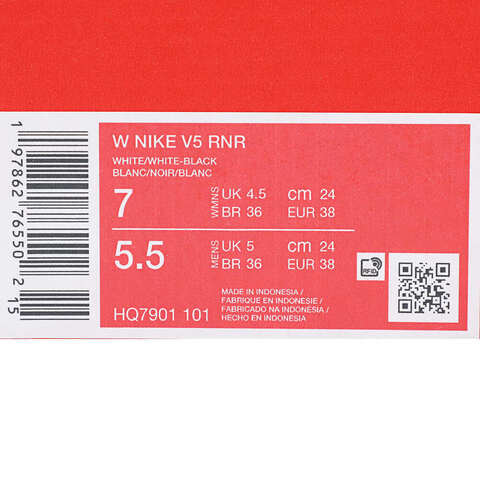 W NIKE V5 RNR
WHITE/WHITE-BLACK
BLANC/NOIR/BLANC
7 WMNS UK 4.5 cm 24
BR 36 EUR 38
5.5 MENS UK 5 cm 24
BR 36 EUR 38
MADE IN INDONESIA /
FABRIQUE EN INDONESIE /
FABRICADO NA INDONÉSIA /
HECHO EN INDONESIA
HQ7901 101
RFID
1 97862 76550 2 15